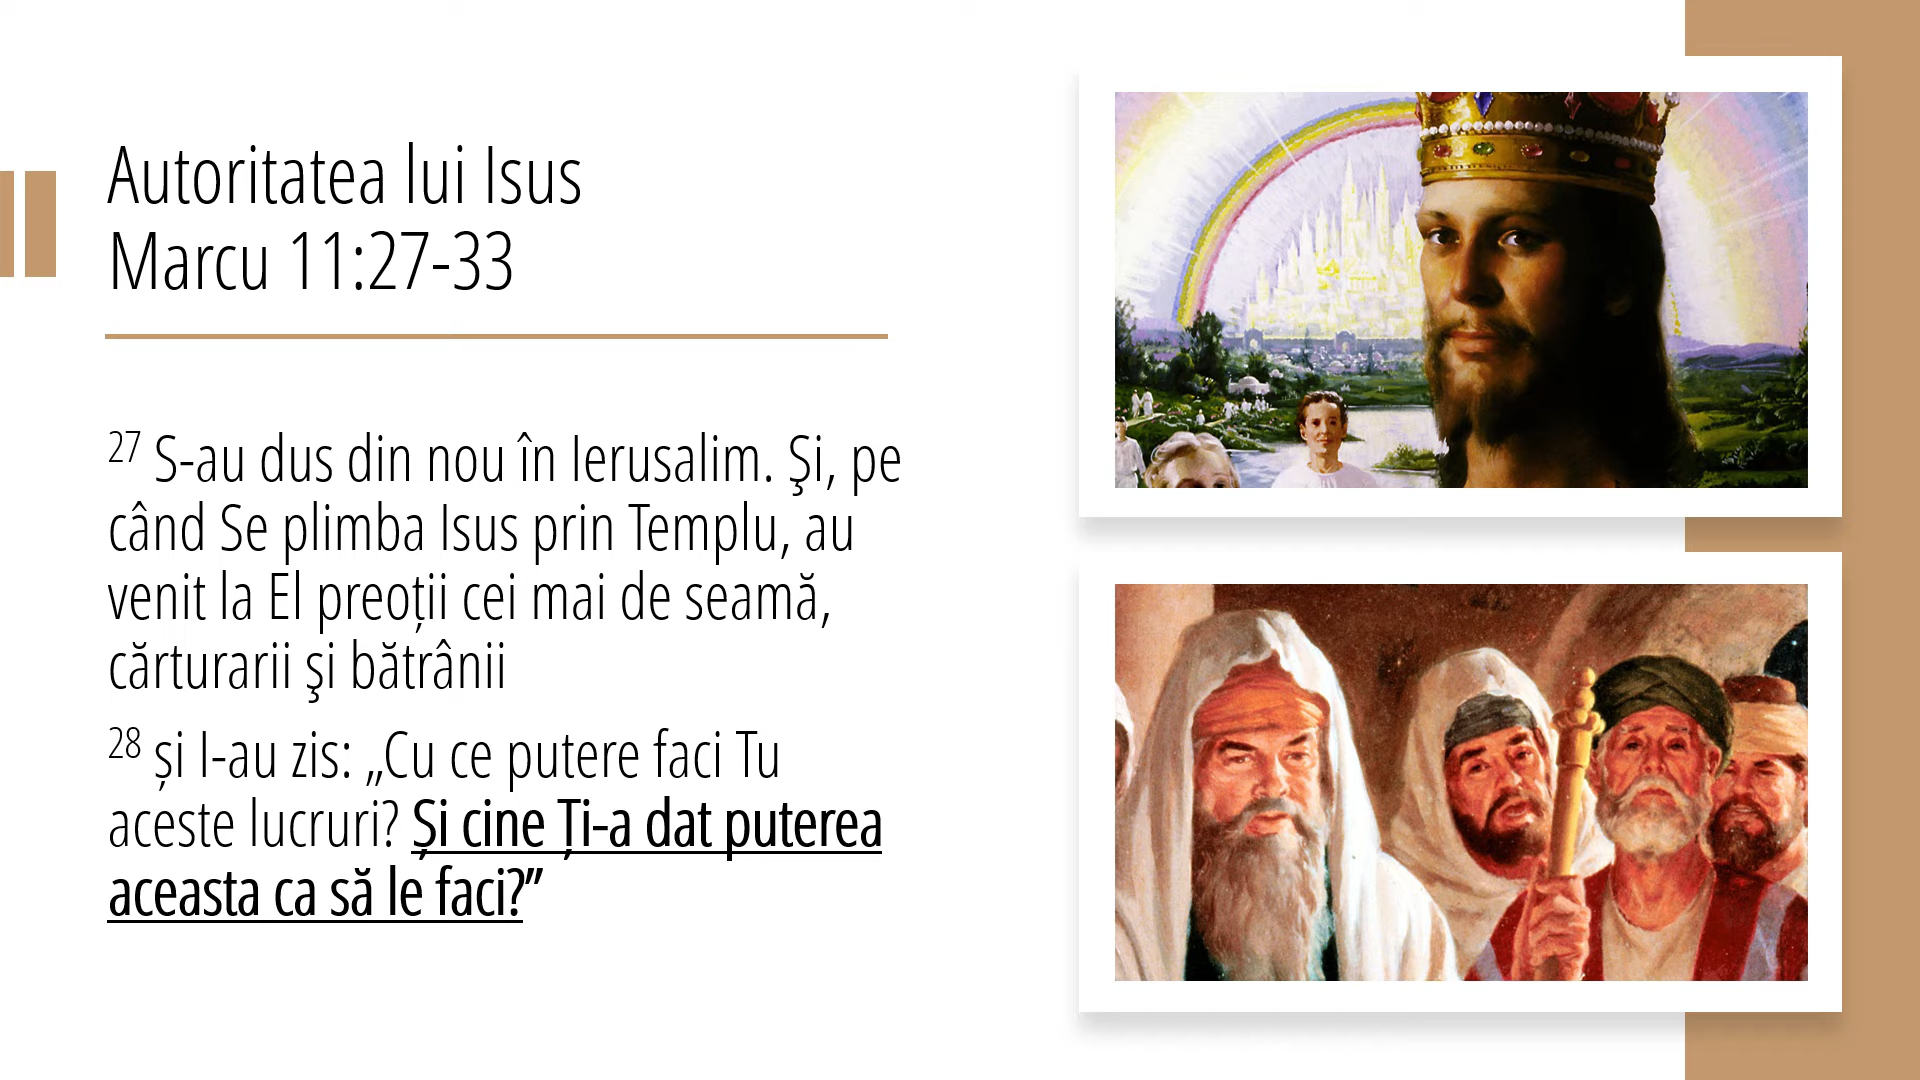 Autoritatea lui Isus
Marcu 11:27-33
27 S-au dus din nou în Ierusalim. Şi, pe
când Se plimba Isus prin Templu, au
venit la El preoții cei mai de seamă,
cărturarii şi bătrânii
28 și I-au zis: „Cu ce putere faci Tu
aceste lucruri? Și cine Ți-a dat puterea
aceasta ca să le faci?”